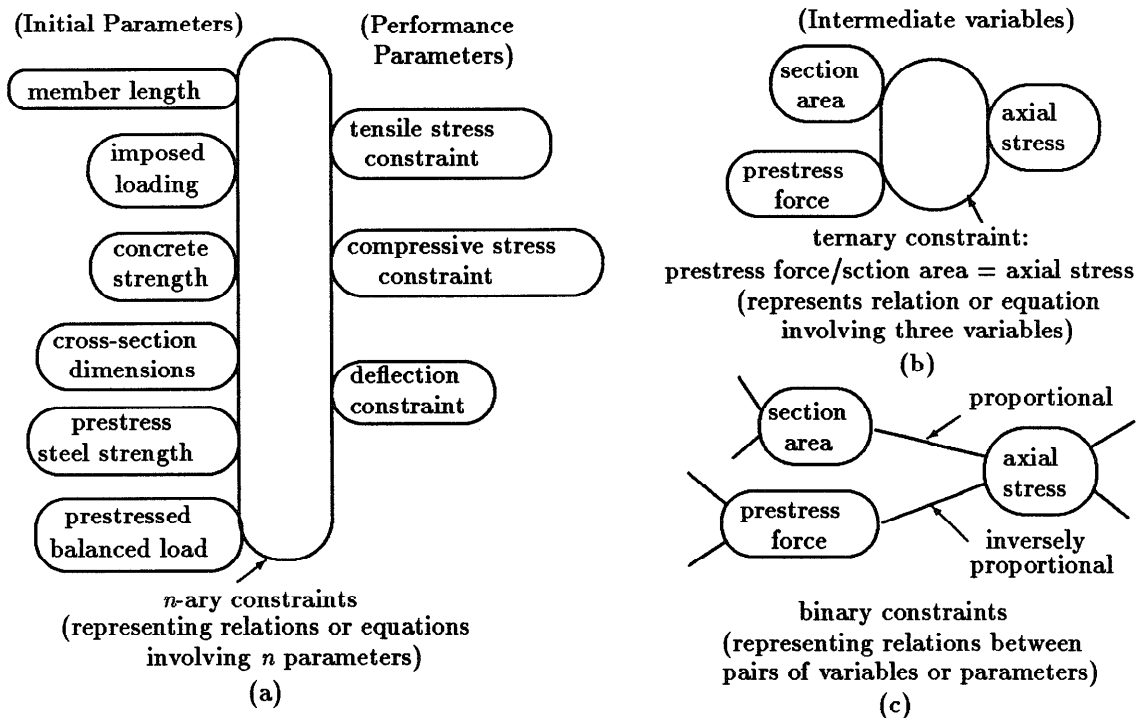 (Initial Parameters)
(Performance
Parameters)
member length
imposed
loading
concrete
strength
cross-section
dimensions
prestress
steel strength
prestressed
balanced load
tensile stress
constraint
compressive stress
constraint
deflection
constraint
n-ary constraints
(representing relations or equations
involving n parameters)
(a)
(Intermediate variables)
section
area
prestress
force
axial
stress
ternary constraint:
prestress force/sction area = axial stress
(represents relation or equation
involving three variables)
(b)
section
area
proportional
prestress
force
axial
stress
inversely
proportional
binary constraints
(representing relations between
pairs of variables or parameters)
(c)